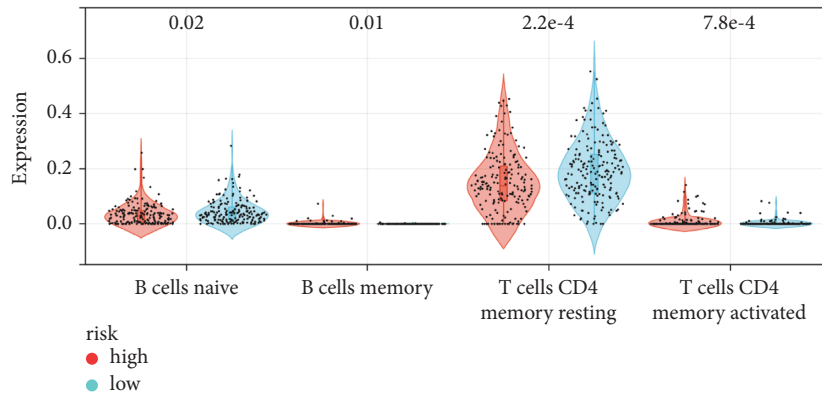 0.02 0.01 2.2e-4 7.8e-4
Expression
0.6
0.4
0.2
0.0
B cells naive B cells memory T cells CD4 T cells CD4
memory resting memory activated
risk
high
low